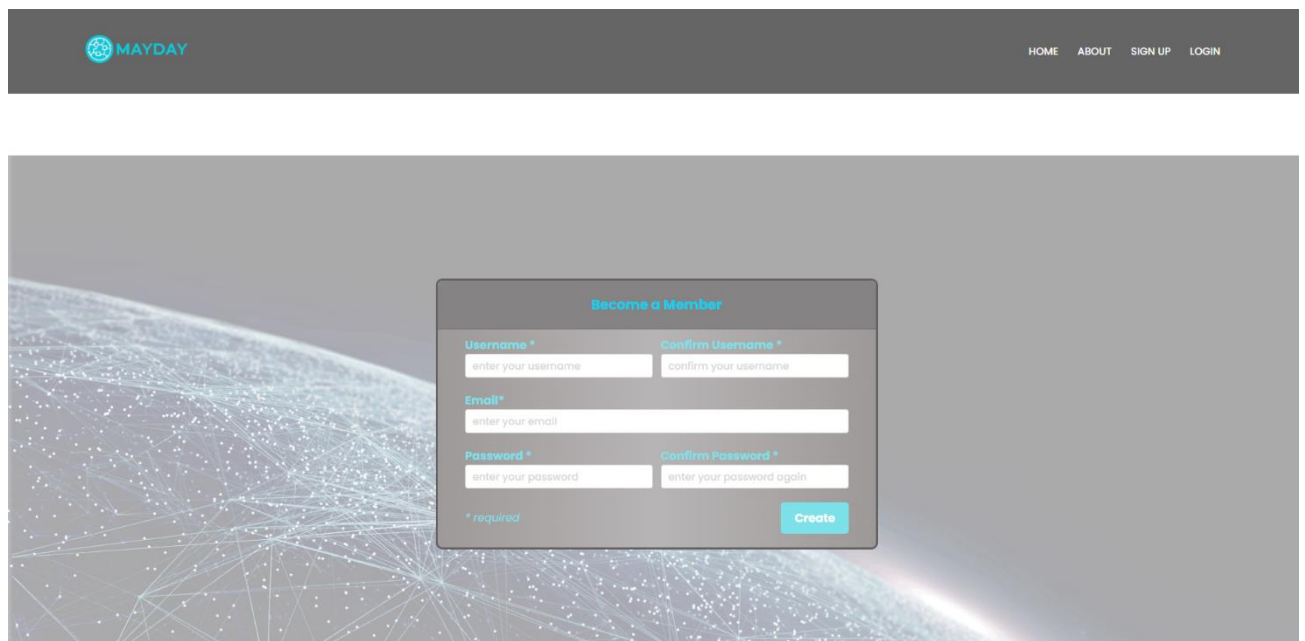 MAYDAY
HOME ABOUT SIGN UP LOGIN
Become a Member
Username * Confirm Username *
enter your username confirm your username
Email*
enter your email
Password * Confirm Password *
enter your password enter your password again
* required Create